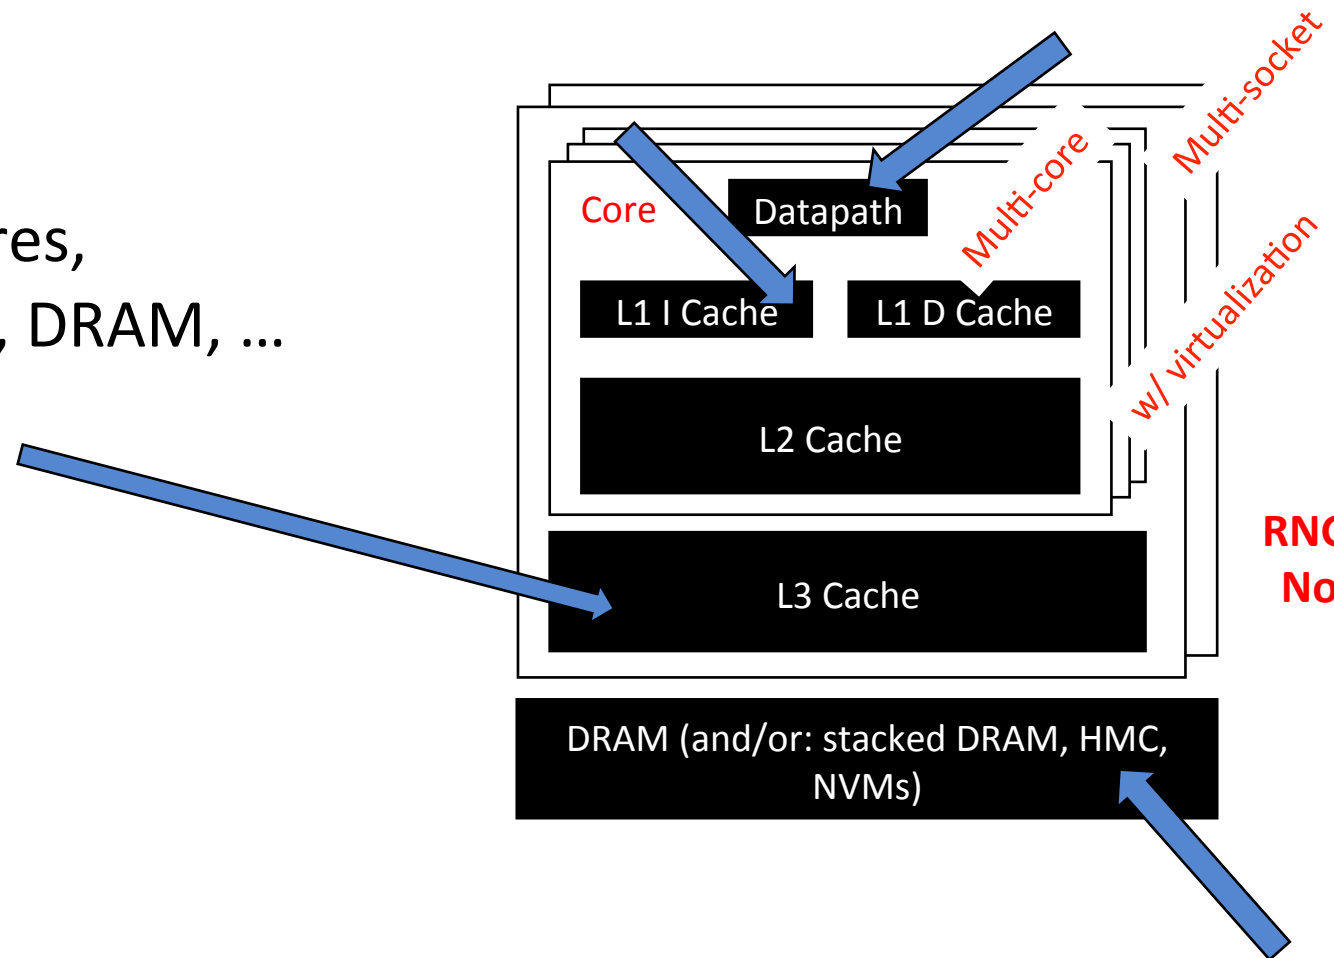 Multi-socket
Multi-core
Core
Datapath
res,
, DRAM, ...
w/ virtualization
L1 I Cache
L1 D Cache
L2 Cache
L3 Cache
No
DRAM (and/or: stacked DRAM, HMC,
NVMs)